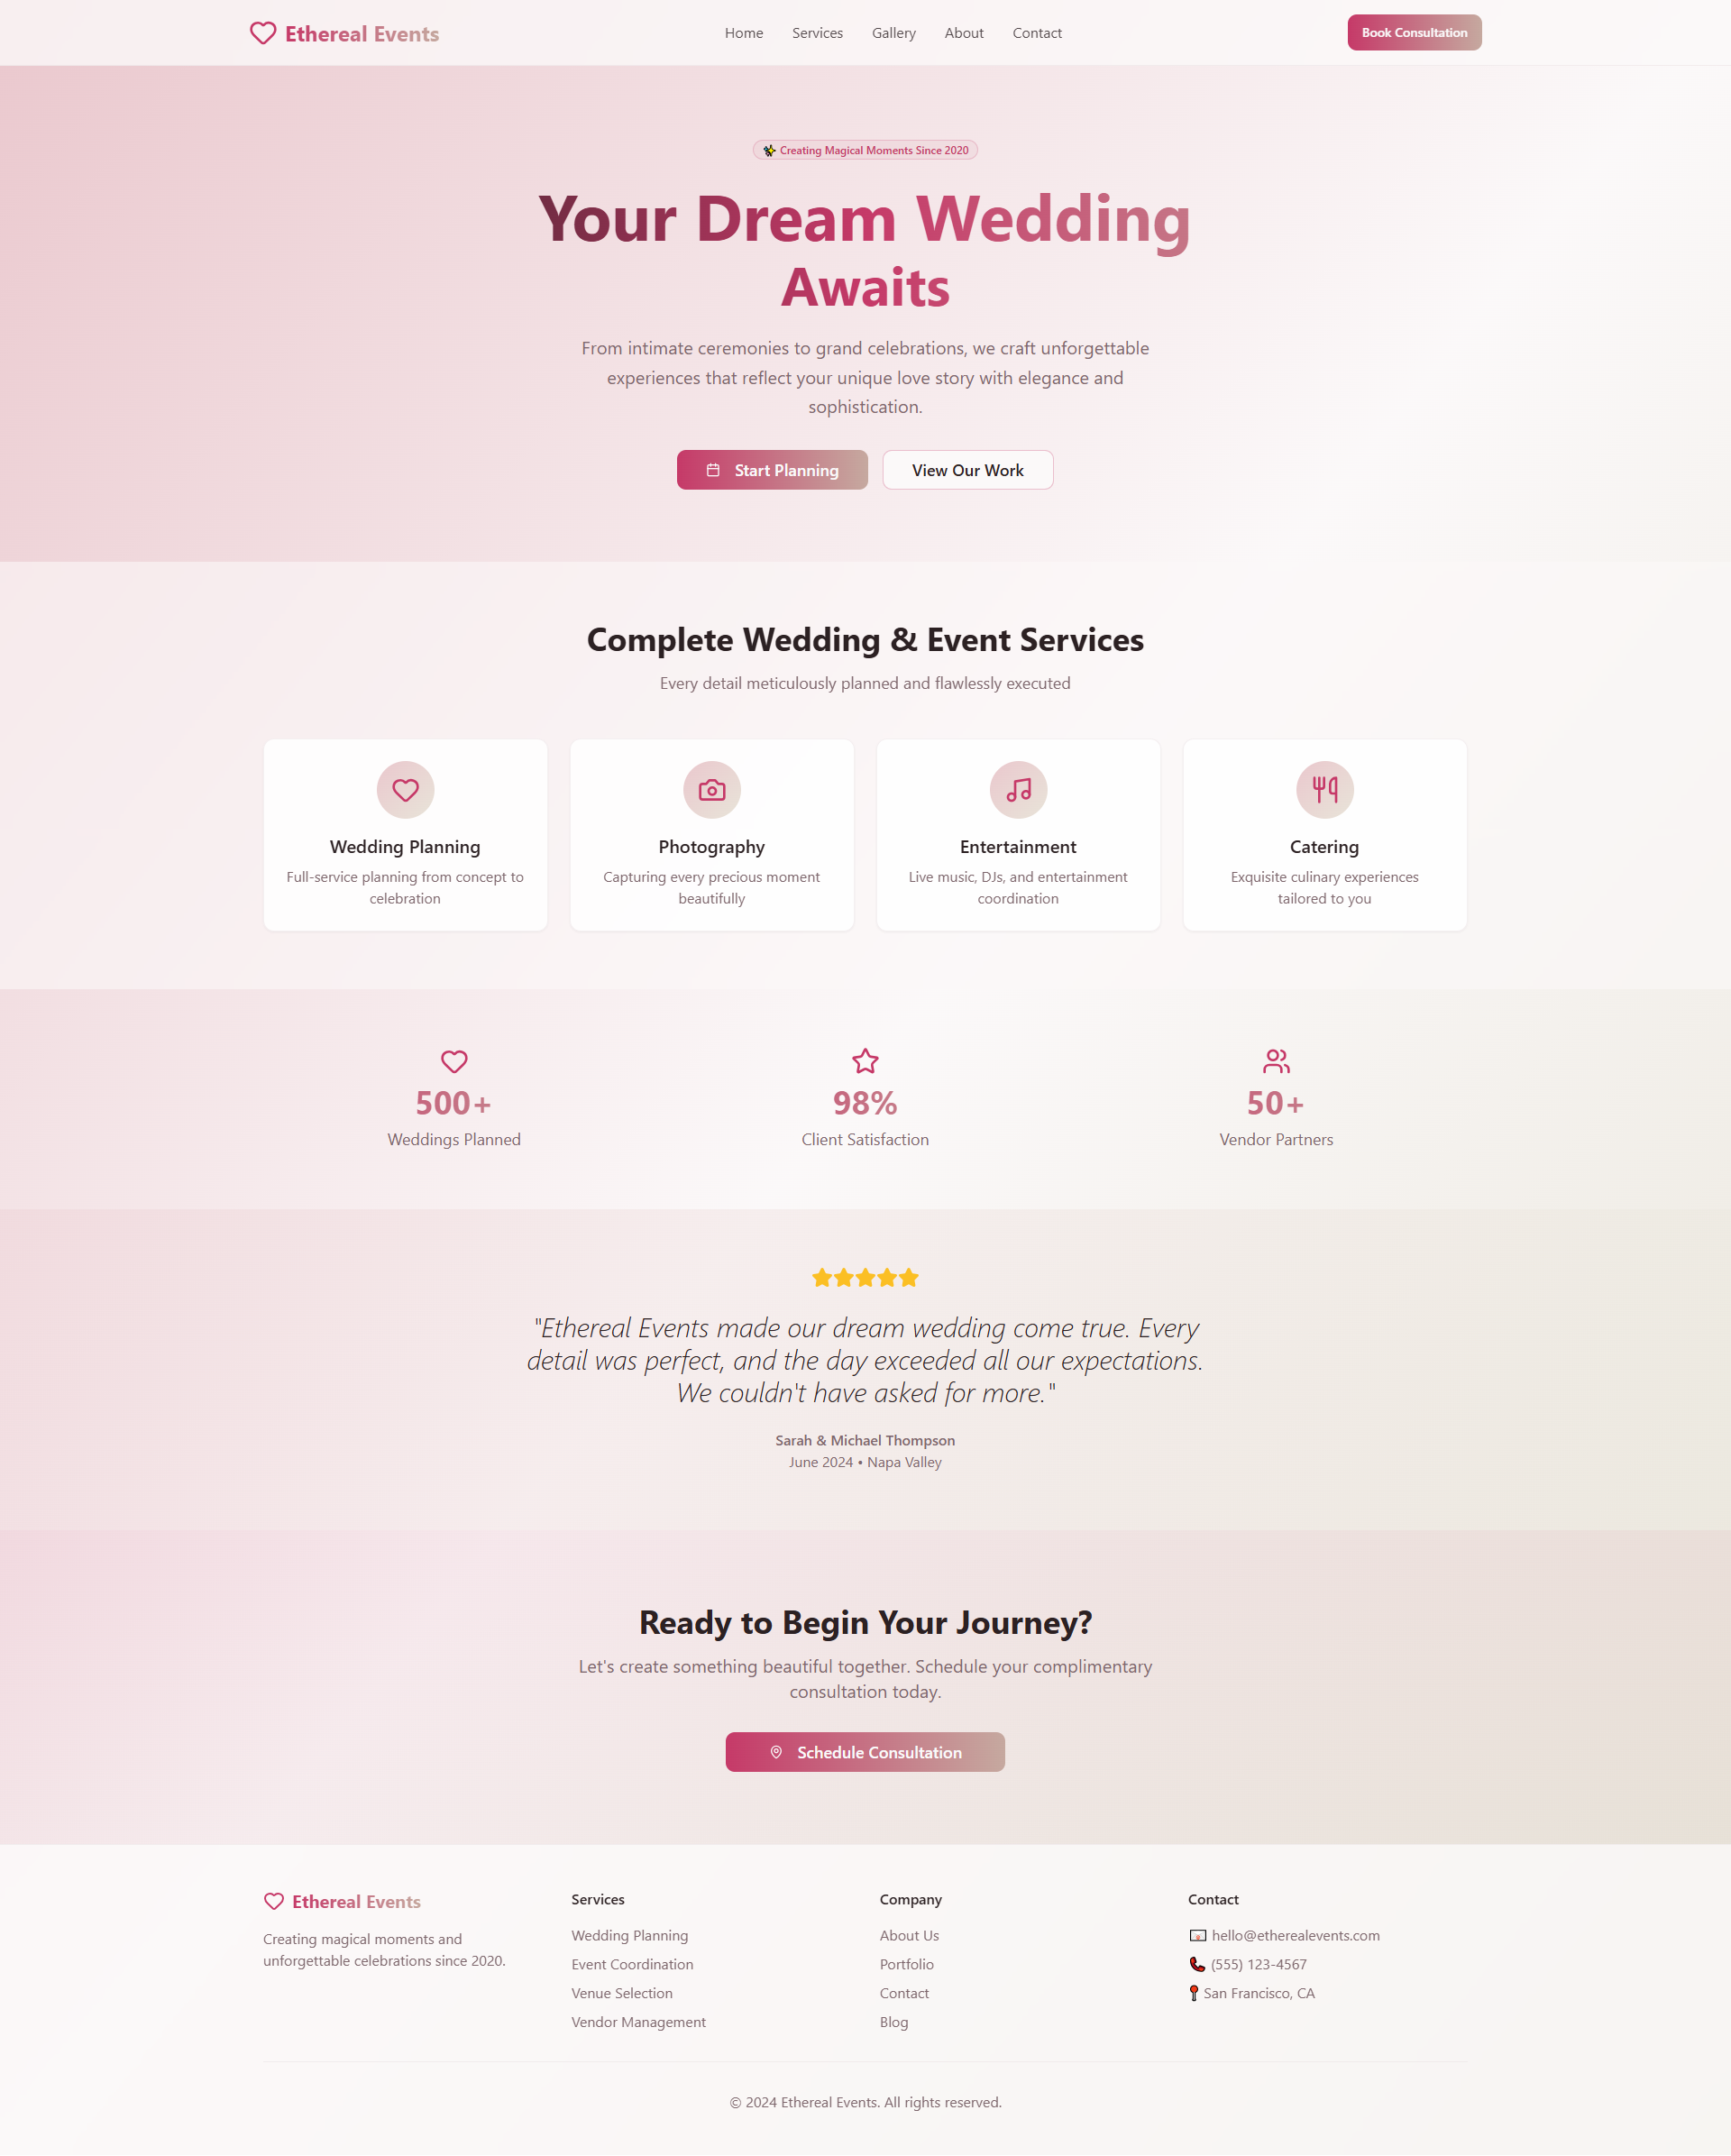 Ethereal Events
Home
Services
Gallery
About
Contact
Book Consultation
✨ Creating Magical Moments Since 2020
Your Dream Wedding
Awaits
From intimate ceremonies to grand celebrations, we craft unforgettable
experiences that reflect your unique love story with elegance and
sophistication.
Start Planning
View Our Work
Complete Wedding & Event Services
Every detail meticulously planned and flawlessly executed
Wedding Planning
Full-service planning from concept to
celebration
Photography
Capturing every precious moment
beautifully
Entertainment
Live music, DJs, and entertainment
coordination
Catering
Exquisite culinary experiences
tailored to you
500+
Weddings Planned
98%
Client Satisfaction
50+
Vendor Partners
"Ethereal Events made our dream wedding come true. Every
detail was perfect, and the day exceeded all our expectations.
We couldn't have asked for more."
Sarah & Michael Thompson
June 2024 • Napa Valley
Ready to Begin Your Journey?
Let's create something beautiful together. Schedule your complimentary
consultation today.
Schedule Consultation
Ethereal Events
Creating magical moments and
unforgettable celebrations since 2020.
Services
Wedding Planning
Event Coordination
Venue Selection
Vendor Management
Company
About Us
Portfolio
Contact
Blog
Contact
📧 hello@etherealevents.com
📞 (555) 123-4567
📍 San Francisco, CA
© 2024 Ethereal Events. All rights reserved.